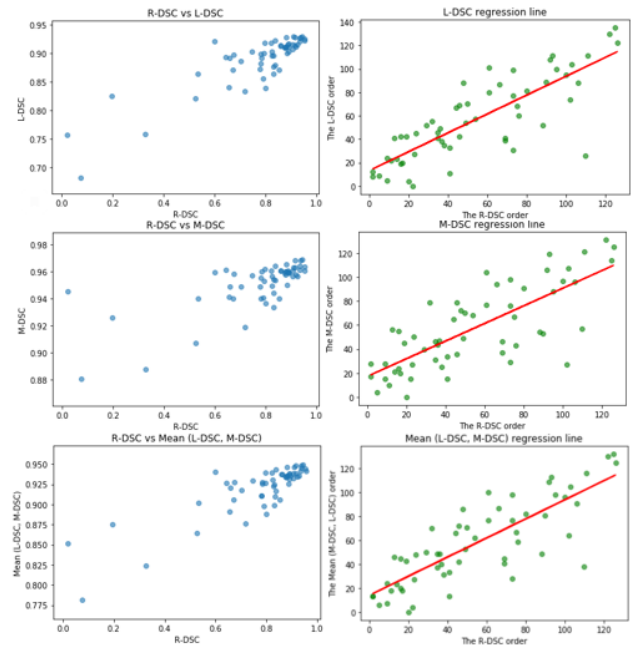 R-DSC vs L-DSC
L-DSC
0.95
0.90
0.85
0.80
0.75
0.70
0.0 0.2 0.4 0.6 0.8 1.0
R-DSC
L-DSC regression line
The L-DSC order
140
120
100
80
60
40
20
0
0 20 40 60 80 100 120
The R-DSC order
R-DSC vs M-DSC
M-DSC
0.98
0.96
0.94
0.92
0.90
0.88
0.0 0.2 0.4 0.6 0.8 1.0
R-DSC
M-DSC regression line
The M-DSC order
120
100
80
60
40
20
0
0 20 40 60 80 100 120
The R-DSC order
R-DSC vs Mean (L-DSC, M-DSC)
Mean (L-DSC, M-DSC)
0.950
0.925
0.900
0.875
0.850
0.825
0.800
0.775
0.0 0.2 0.4 0.6 0.8 1.0
R-DSC
Mean (L-DSC, M-DSC) regression line
The Mean (M-DSC, L-DSC) order
120
100
80
60
40
20
0
0 20 40 60 80 100 120
The R-DSC order